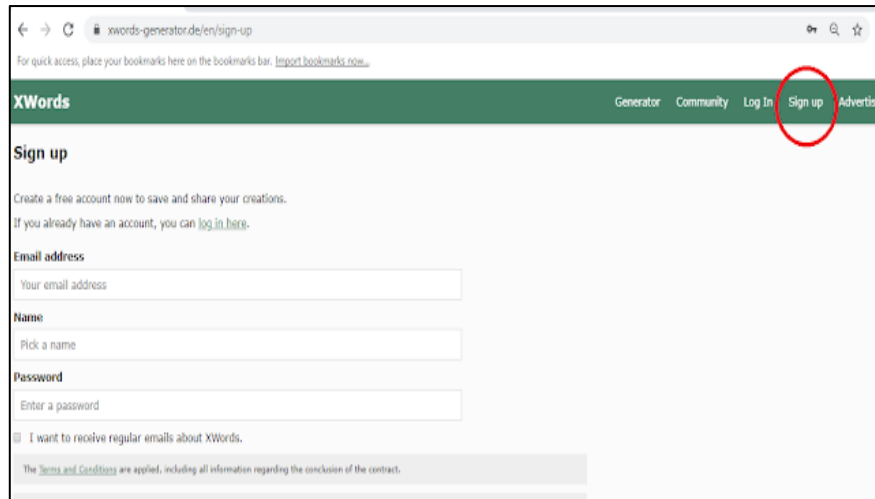 xwords-generator.de/en/sign-up
For quick access, place your bookmarks here on the bookmarks bar. Import bookmarks now...
XWords Generator Community Log In Sign up Advertis
Sign up
Create a free account now to save and share your creations.
If you already have an account, you can log in here.
Email address
Your email address
Name
Pick a name
Password
Enter a password
I want to receive regular emails about XWords.
The Terms and Conditions are applied, including all information regarding the conclusion of the contract.